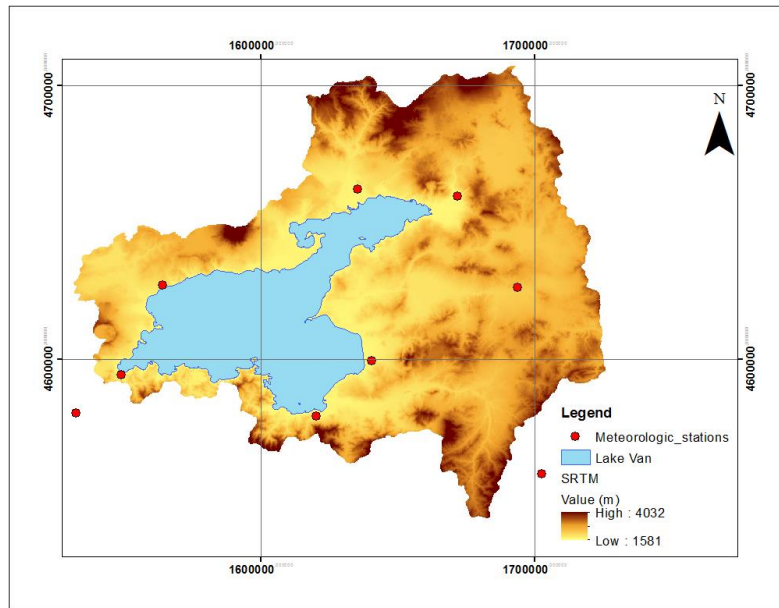 1600000 1700000
4700000 4700000
N
4600000 4600000
Legend
Meteorologic_stations
Lake Van
SRTM
Value (m)
High : 4032
Low : 1581
1600000 1700000